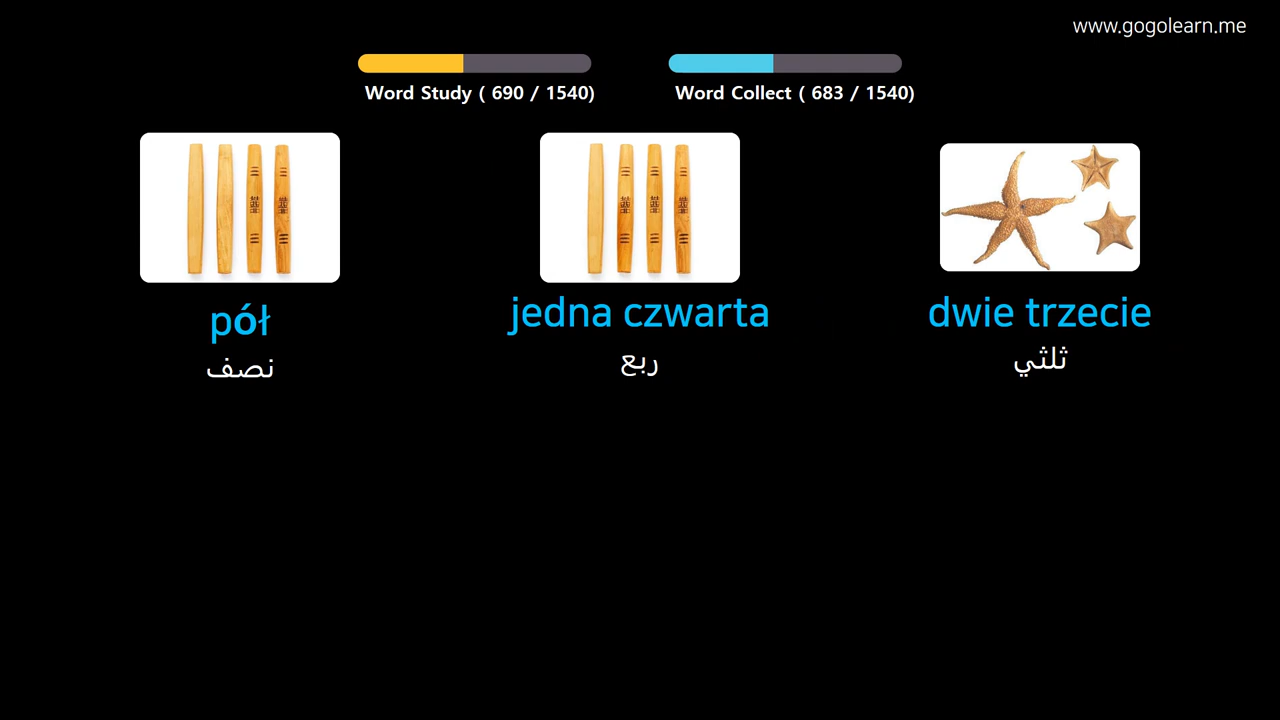 www.gogolearn.me
Word Study ( 690 / 1540)
Word Collect ( 683 / 1540)
pół
jedna czwarta
dwie trzecie
نصف
ربع
ثلثي